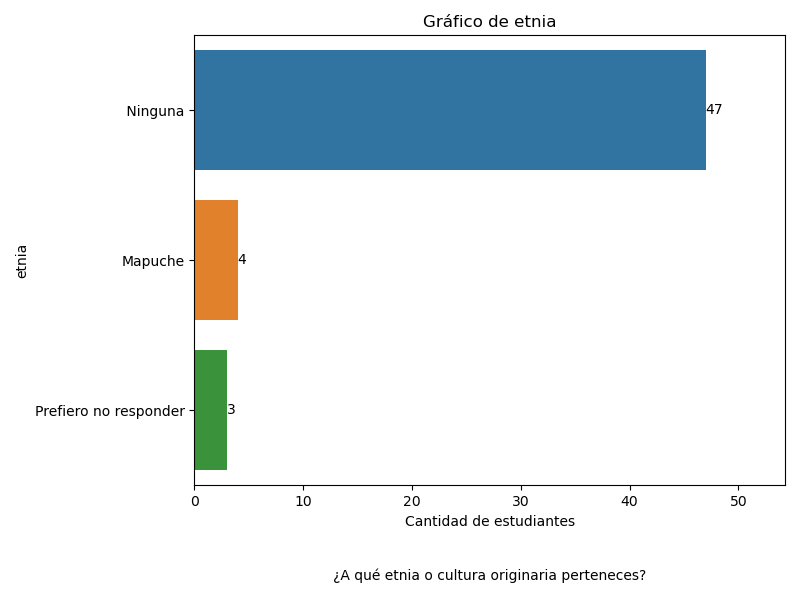 Gráfico de etnia
etnia
Ninguna
47
Mapuche
4
Prefiero no responder
3
0 10 20 30 40 50
Cantidad de estudiantes
¿A qué etnia o cultura originaria perteneces?